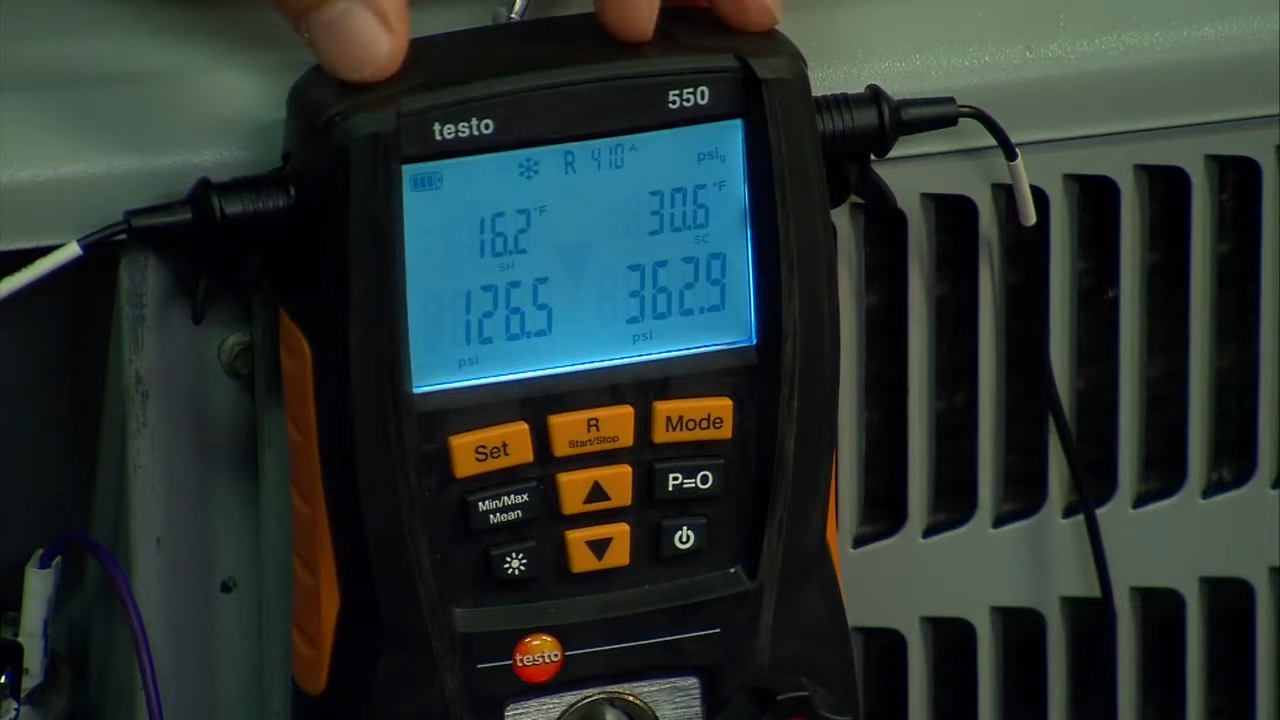 testo 550
R 410A psig
16.2 °F 30.6 °F
SH SC
126.5 362.9
psi psi
Set R Start/Stop Mode
Min/Max Mean P=O
testo